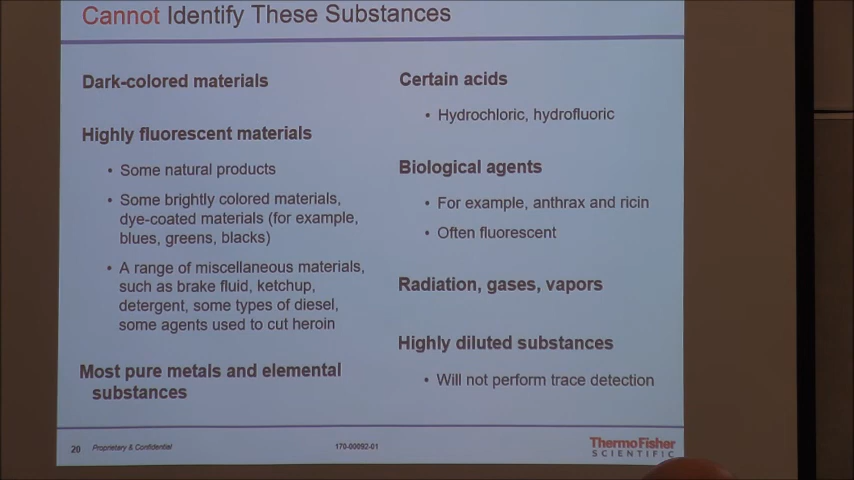 Cannot Identify These Substances
Dark-colored materials
Highly fluorescent materials
• Some natural products
• Some brightly colored materials,
dye-coated materials (for example,
blues, greens, blacks)
• A range of miscellaneous materials,
such as brake fluid, ketchup,
detergent, some types of diesel,
some agents used to cut heroin
Most pure metals and elemental
substances
Certain acids
• Hydrochloric, hydrofluoric
Biological agents
• For example, anthrax and ricin
• Often fluorescent
Radiation, gases, vapors
Highly diluted substances
• Will not perform trace detection
20 Proprietary & Confidential
170-00092-01
ThermoFisher
SCIENTIFIC